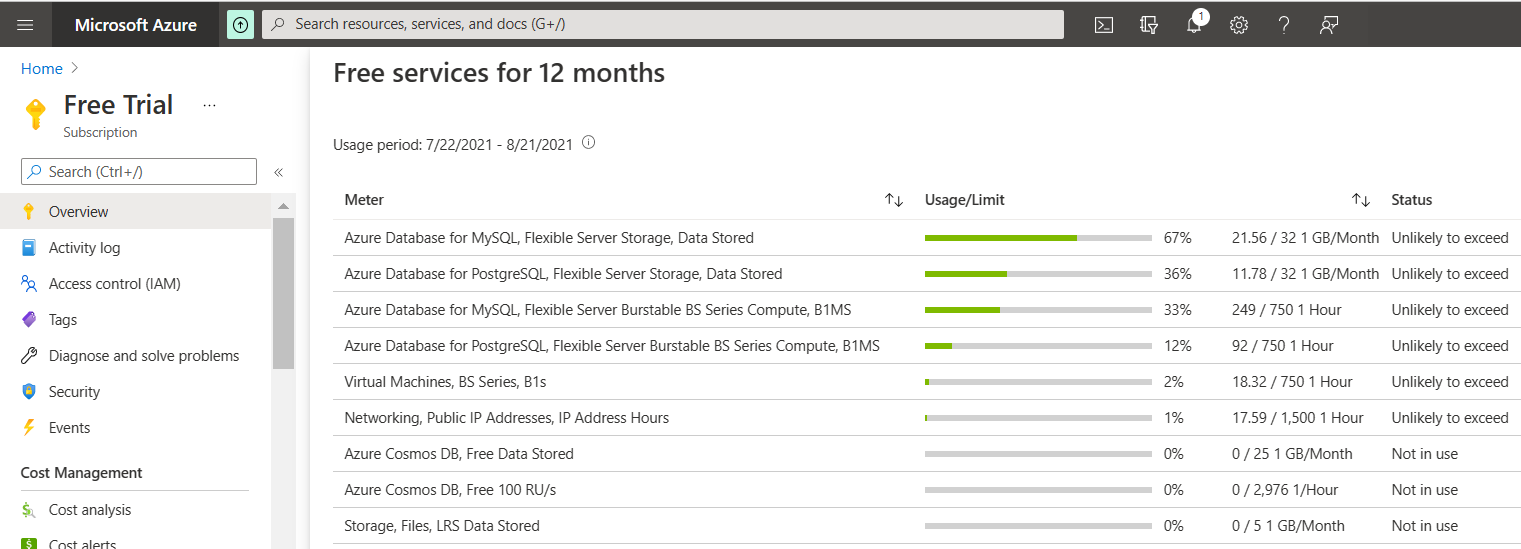 Microsoft Azure
Search resources, services, and docs (G+/)
1
Home
Free Trial
...
Subscription
Search (Ctrl+/)
«
Overview
Activity log
Access control (IAM)
Tags
Diagnose and solve problems
Security
Events
Cost Management
Cost analysis
Cost alerts
Free services for 12 months
Usage period: 7/22/2021 - 8/21/2021
Meter Usage/Limit Status
Azure Database for MySQL, Flexible Server Storage, Data Stored 67% 21.56 / 32 1 GB/Month Unlikely to exceed
Azure Database for PostgreSQL, Flexible Server Storage, Data Stored 36% 11.78 / 32 1 GB/Month Unlikely to exceed
Azure Database for MySQL, Flexible Server Burstable BS Series Compute, B1MS 33% 249 / 750 1 Hour Unlikely to exceed
Azure Database for PostgreSQL, Flexible Server Burstable BS Series Compute, B1MS 12% 92 / 750 1 Hour Unlikely to exceed
Virtual Machines, BS Series, B1s 2% 18.32 / 750 1 Hour Unlikely to exceed
Networking, Public IP Addresses, IP Address Hours 1% 17.59 / 1,500 1 Hour Unlikely to exceed
Azure Cosmos DB, Free Data Stored 0% 0 / 25 1 GB/Month Not in use
Azure Cosmos DB, Free 100 RU/s 0% 0 / 2,976 1/Hour Not in use
Storage, Files, LRS Data Stored 0% 0 / 5 1 GB/Month Not in use